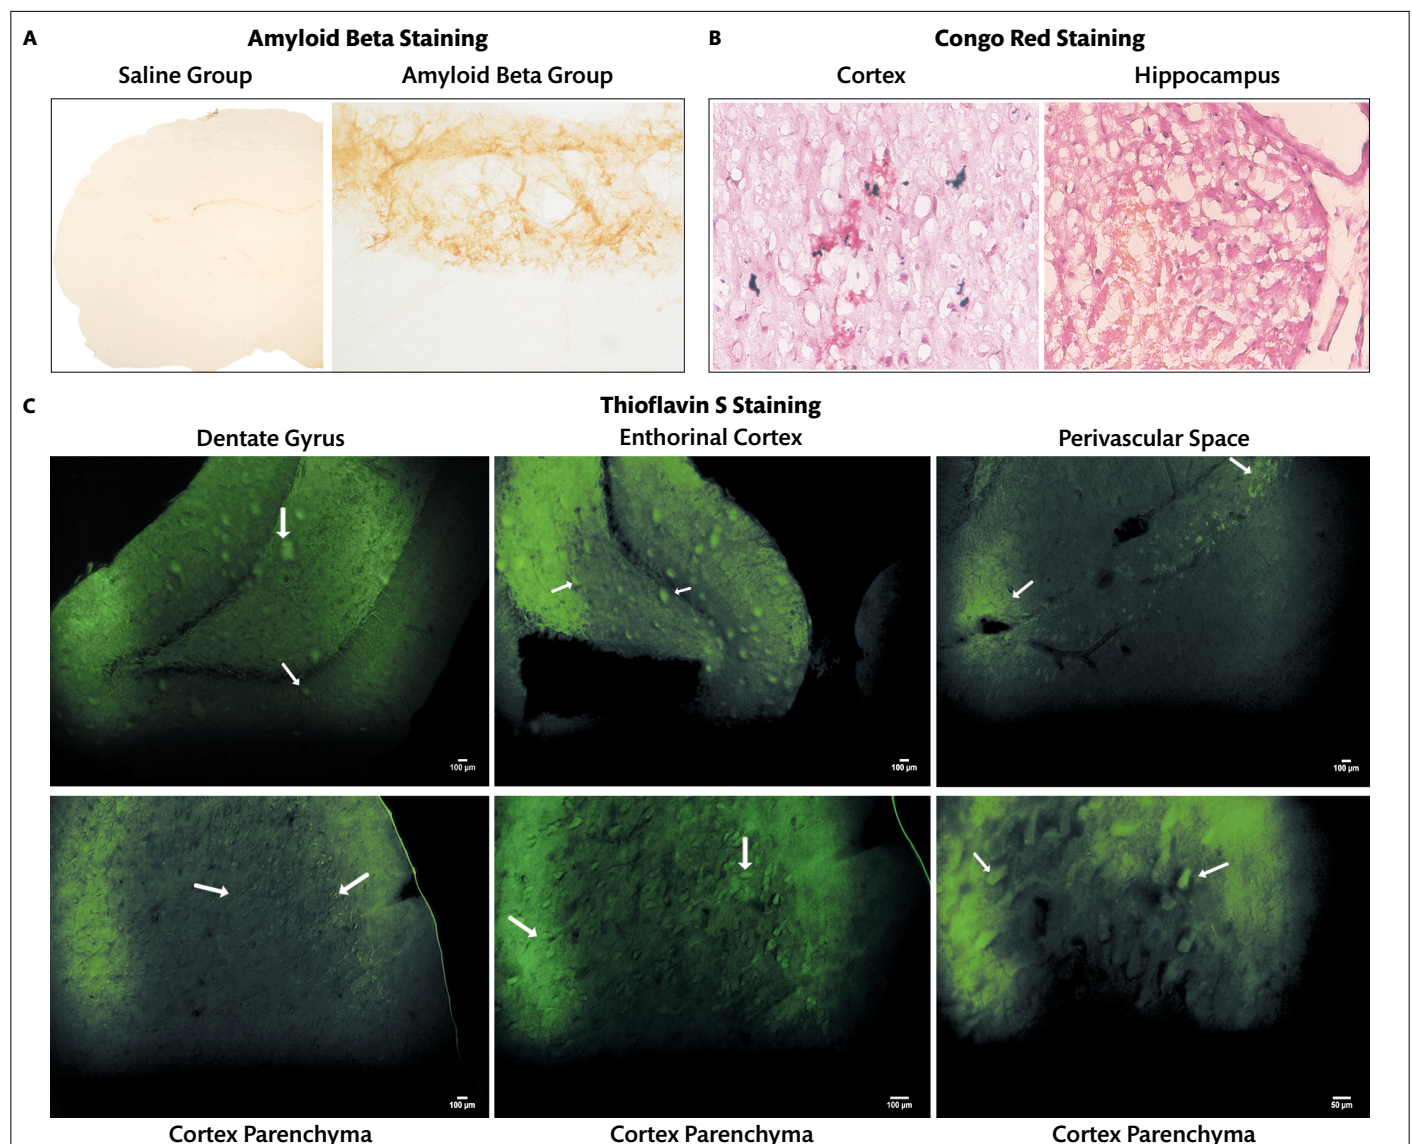 A
Amyloid Beta Staining
Saline Group
Amyloid Beta Group
B
Congo Red Staining
Cortex
Hippocampus
C
Thioflavin S Staining
Dentate Gyrus
Enthorinal Cortex
Perivascular Space
100 µm
100 µm
100 µm
100 µm
100 µm
50 µm
Cortex Parenchyma
Cortex Parenchyma
Cortex Parenchyma